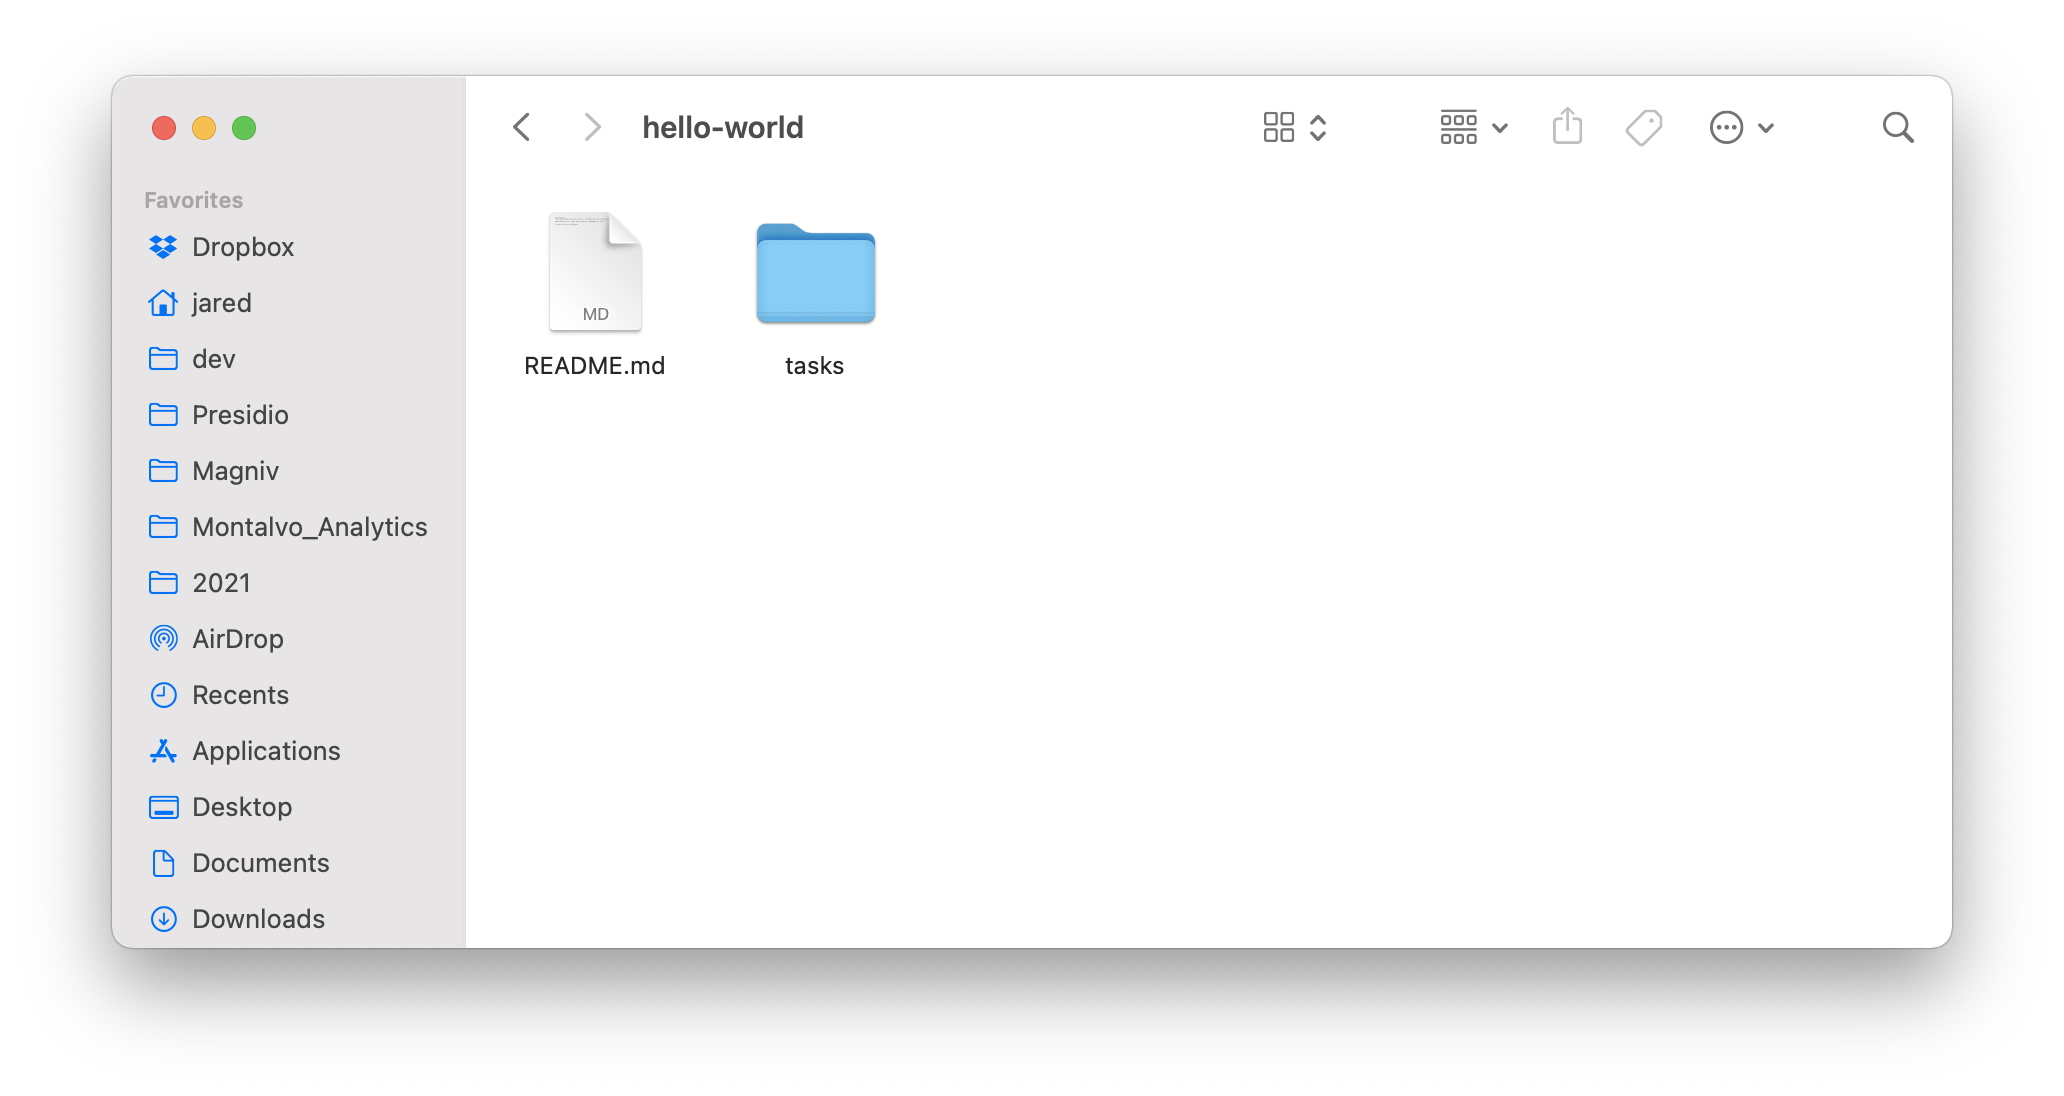 hello-world
Favorites
Dropbox
jared
dev
Presidio
Magniv
Montalvo_Analytics
2021
AirDrop
Recents
Applications
Desktop
Documents
Downloads
MD
README.md
tasks